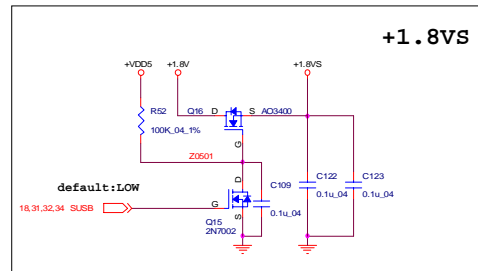 +1.8VS
+VDD5
+1.8V
+1.8VS
R52
100K_04_1%
Q16
D
S
AO3400
G
Z0501
D
C109
0.1u_04
C122
0.1u_04
C123
0.1u_04
default:LOW
18,31,32,34 SUSB
G
S
Q15
2N7002